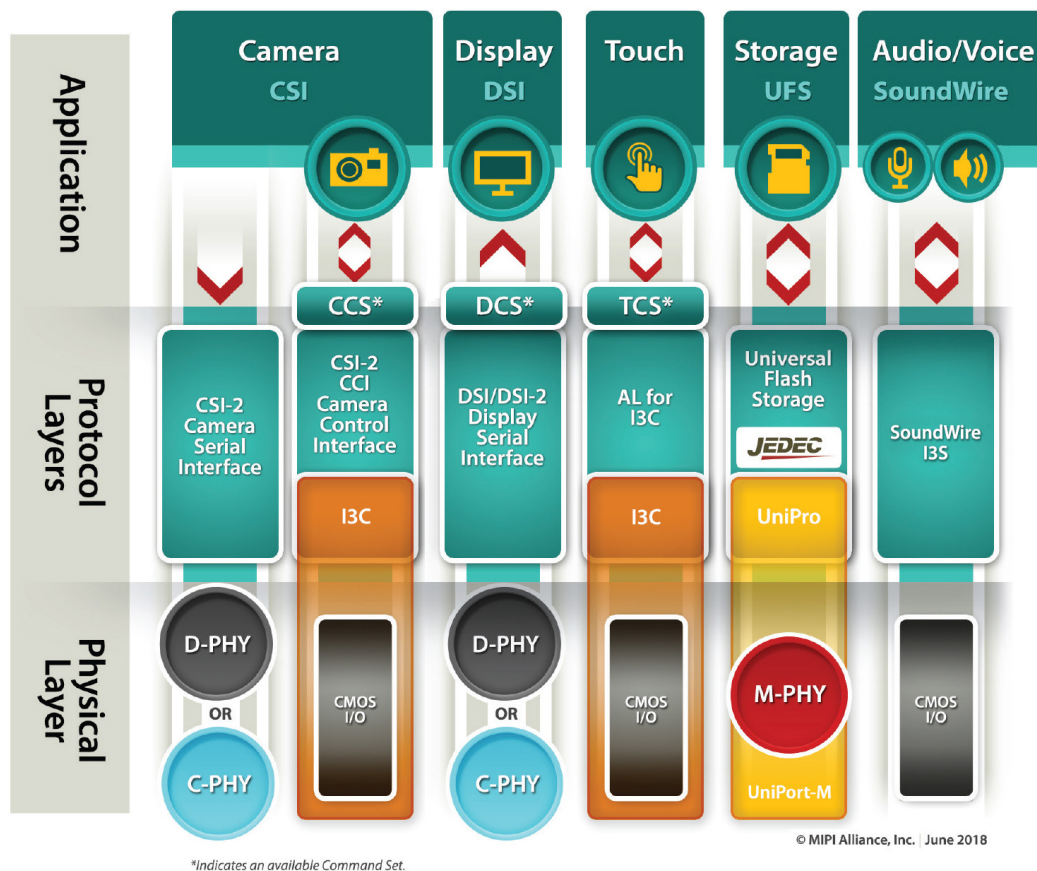 Application
Camera
CSI
Display
DSI
Touch
Storage
UFS
Audio/Voice
SoundWire
Protocol
Layers
CSI-2
Camera
Serial
Interface
CCS*
CSI-2
CCI
Camera
Control
Interface
I3C
DCS*
DSI/DSI-2
Display
Serial
Interface
TCS*
AL for
I3C
I3C
Universal
Flash
Storage
JEDEC
UniPro
SoundWire
I3S
Physical
Layer
D-PHY
OR
C-PHY
CMOS
I/O
D-PHY
OR
C-PHY
CMOS
I/O
M-PHY
UniPort-M
CMOS
I/O
© MIPI Alliance, Inc. | June 2018
*Indicates an available Command Set.